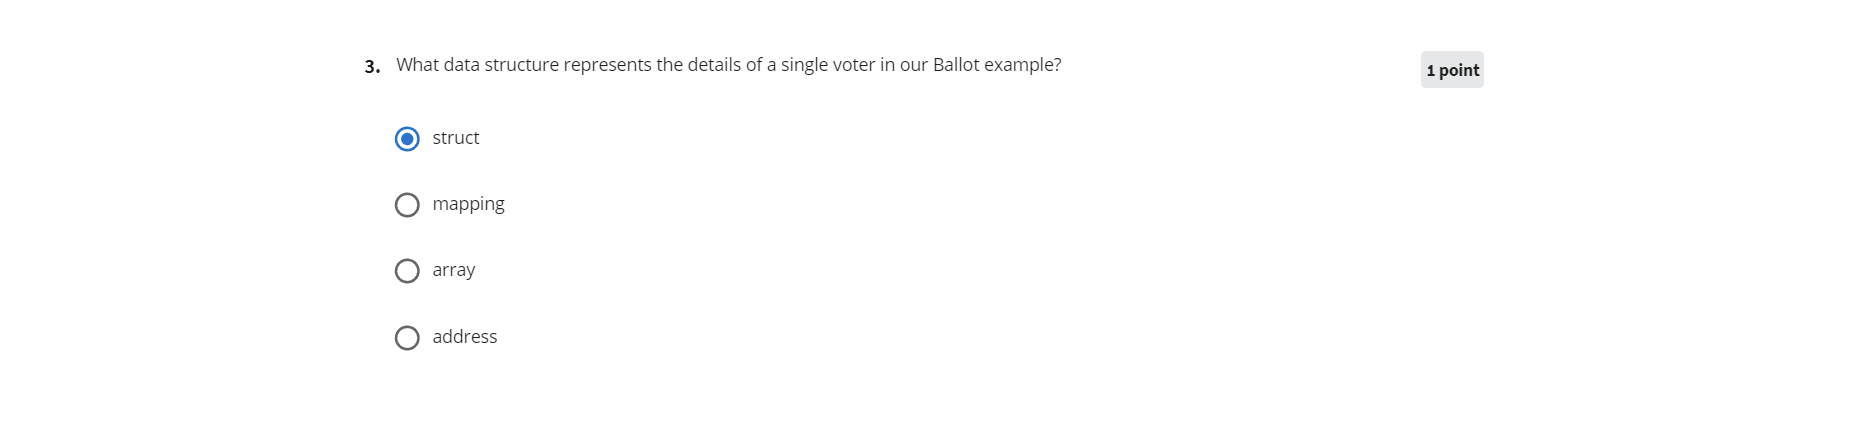 3. What data structure represents the details of a single voter in our Ballot example?
1 point
struct
mapping
array
address